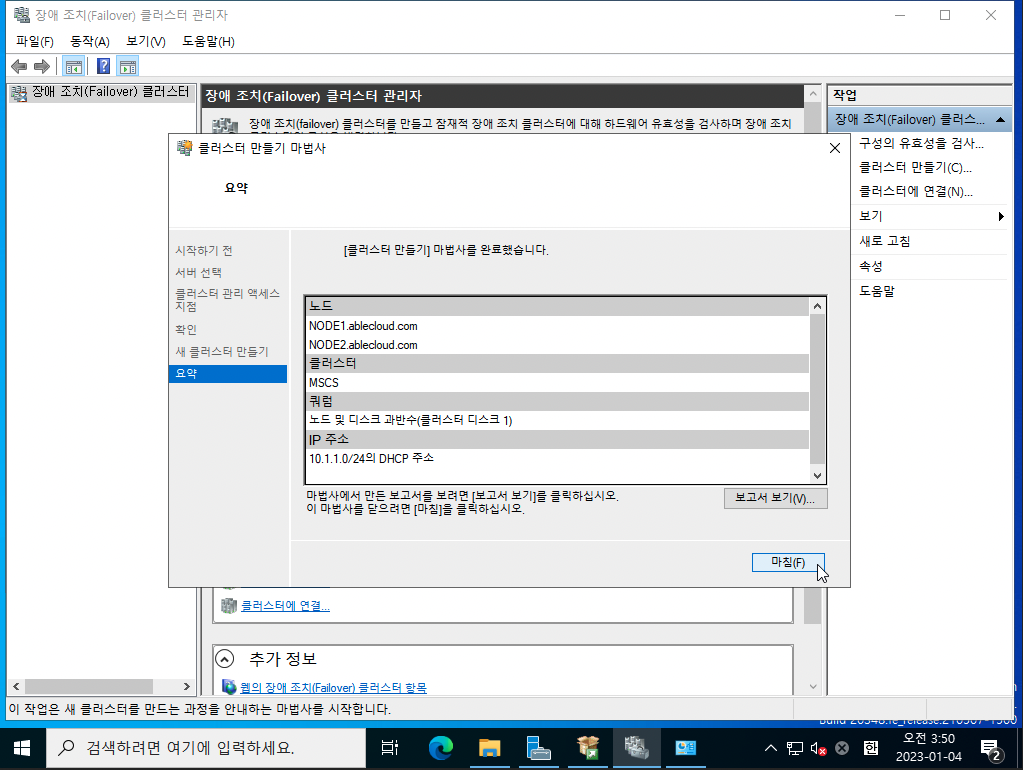 장애 조치(Failover) 클러스터 관리자
파일(F) 동작(A) 보기(V) 도움말(H)
장애 조치(Failover) 클러스터
장애 조치(Failover) 클러스터 관리자
장애 조치(failover) 클러스터를 만들고 잠재적 장애 조치 클러스터에 대해 하드웨어 유효성을 검사하며 장애 조치
작업
장애 조치(Failover) 클러스...
구성의 유효성을 검사...
클러스터 만들기(C)...
클러스터에 연결(N)...
보기
새로 고침
속성
도움말
클러스터 만들기 마법사
요약
시작하기 전
서버 선택
클러스터 관리 액세스
지점
확인
새 클러스터 만들기
요약
[클러스터 만들기] 마법사를 완료했습니다.
노드
NODE1.ablecloud.com
NODE2.ablecloud.com
클러스터
MSCS
쿼럼
노드 및 디스크 과반수(클러스터 디스크 1)
IP 주소
10.1.1.0/24의 DHCP 주소
마법사에서 만든 보고서를 보려면 [보고서 보기]를 클릭하십시오.
이 마법사를 닫으려면 [마침]을 클릭하십시오.
보고서 보기(V)...
마침(F)
클러스터에 연결...
추가 정보
웹의 장애 조치(Failover) 클러스터 항목
이 작업은 새 클러스터를 만드는 과정을 안내하는 마법사를 시작합니다.
검색하려면 여기에 입력하세요.
한
오전 3:50
2023-01-04
2